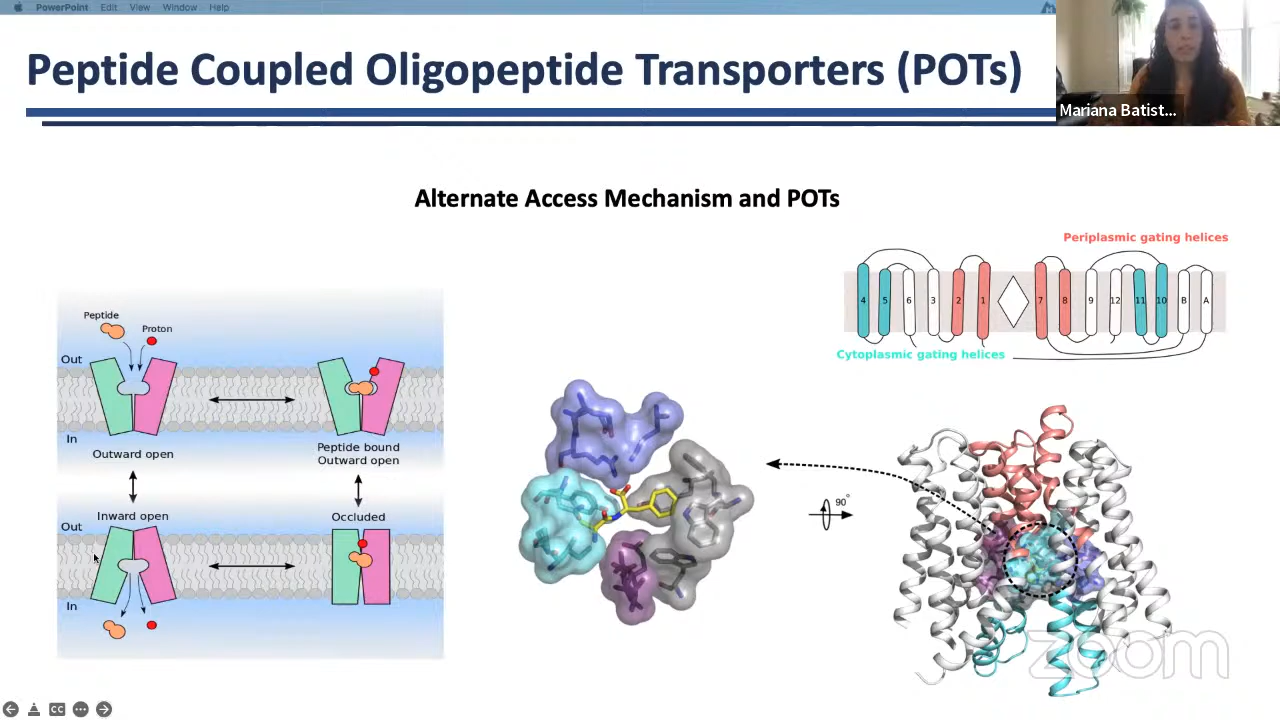 PowerPoint Edit View Window Help
Peptide Coupled Oligopeptide Transporters (POTs)
Mariana Batist...
Alternate Access Mechanism and POTs
Periplasmic gating helices
4 5 6 3 2 1 7 8 9 12 11 10 B A
Cytoplasmic gating helices
Peptide
Proton
Out
In
Outward open
Peptide bound
Outward open
Inward open
Occluded
Out
In
90°
zoom
CC